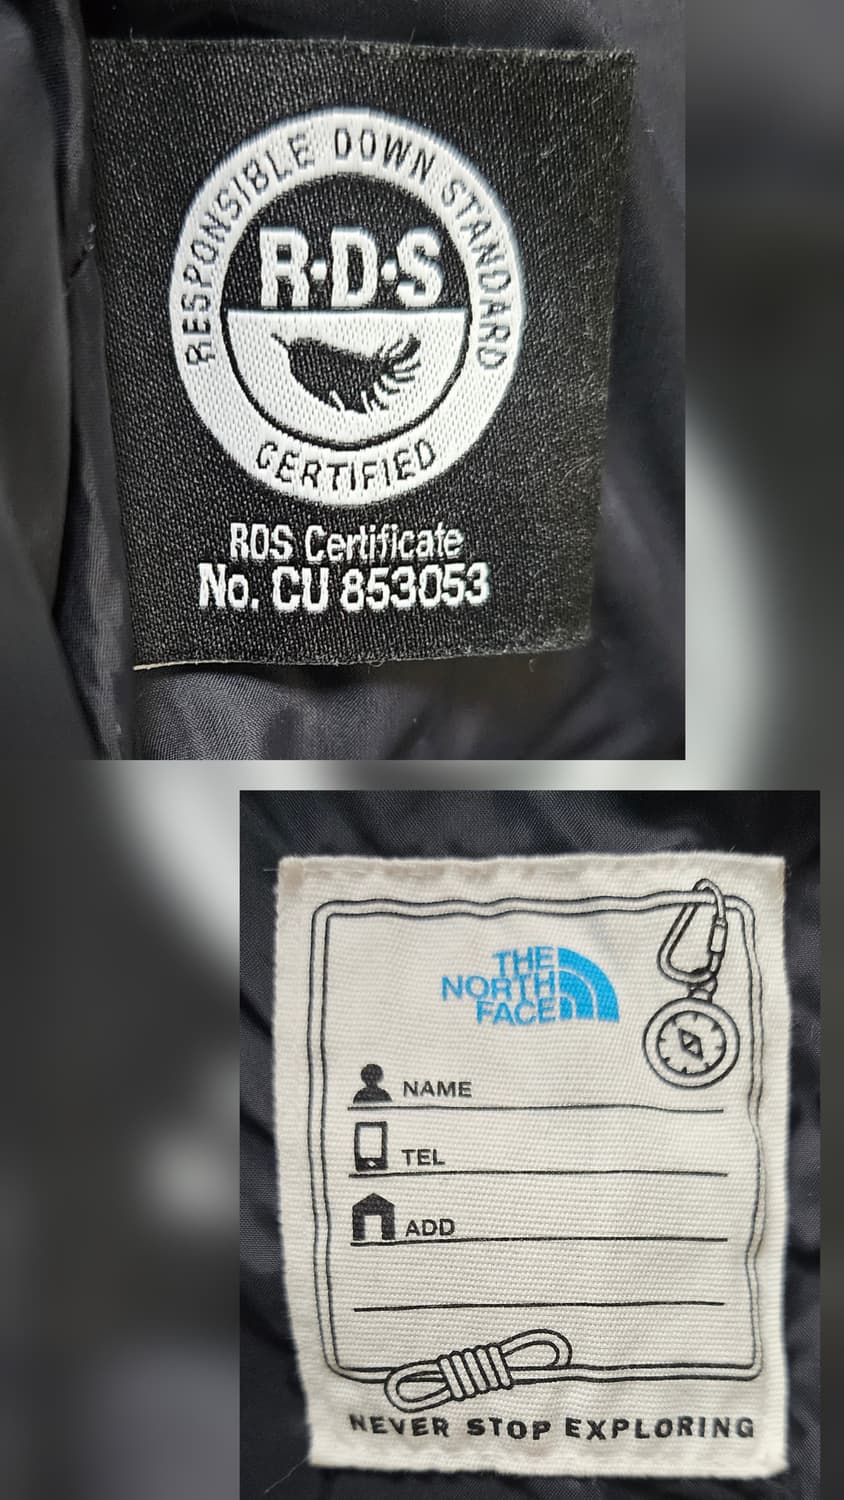 RESPONSIBLE DOWN STANDARD
R·D·S
CERTIFIED
RDS Certificate
No. CU 853053
THE
NORTH
FACE
NAME
TEL
ADD
NEVER STOP EXPLORING